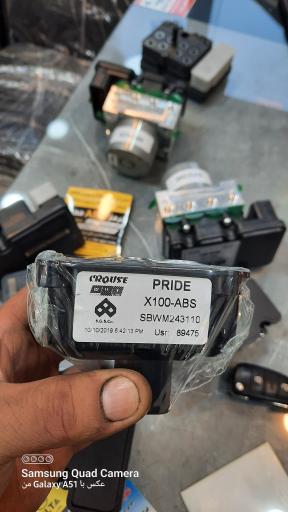 CROUSE
PRIDE
X100-ABS
SBWM243110
10/10/2019 6:42:13 PM
Usr: 89475
Samsung Quad Camera
عکس با Galaxy A51 من